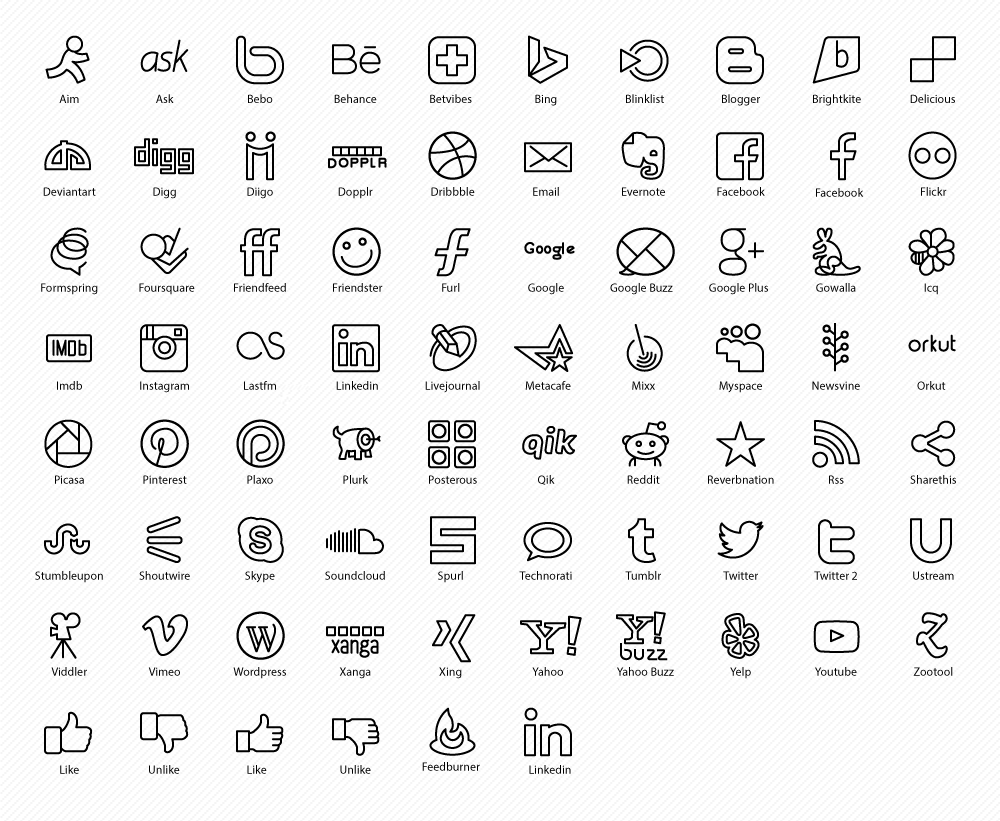 ask Bē
Aim Ask Bebo Behance Betvibes Bing Blinklist Blogger Brightkite Delicious
digg DOPPLR
Deviantart Digg Diigo Dopplr Dribbble Email Evernote Facebook Facebook Flickr
ff Google g+
Formspring Foursquare Friendfeed Friendster Furl Google Google Buzz Google Plus Gowalla Icq
IMDb in orkut
Imdb Instagram Lastfm Linkedin Livejournal Metacafe Mixx Myspace Newsvine Orkut
qik
Picasa Pinterest Plaxo Plurk Posterous Qik Reddit Reverbnation Rss Sharethis
S t t U
Stumbleupon Shoutwire Skype Soundcloud Spurl Technorati Tumblr Twitter Twitter 2 Ustream
W xanga Y! Y! buzz
Viddler Vimeo Wordpress Xanga Xing Yahoo Yahoo Buzz Yelp Youtube Zootool
in
Like Unlike Like Unlike Feedburner Linkedin